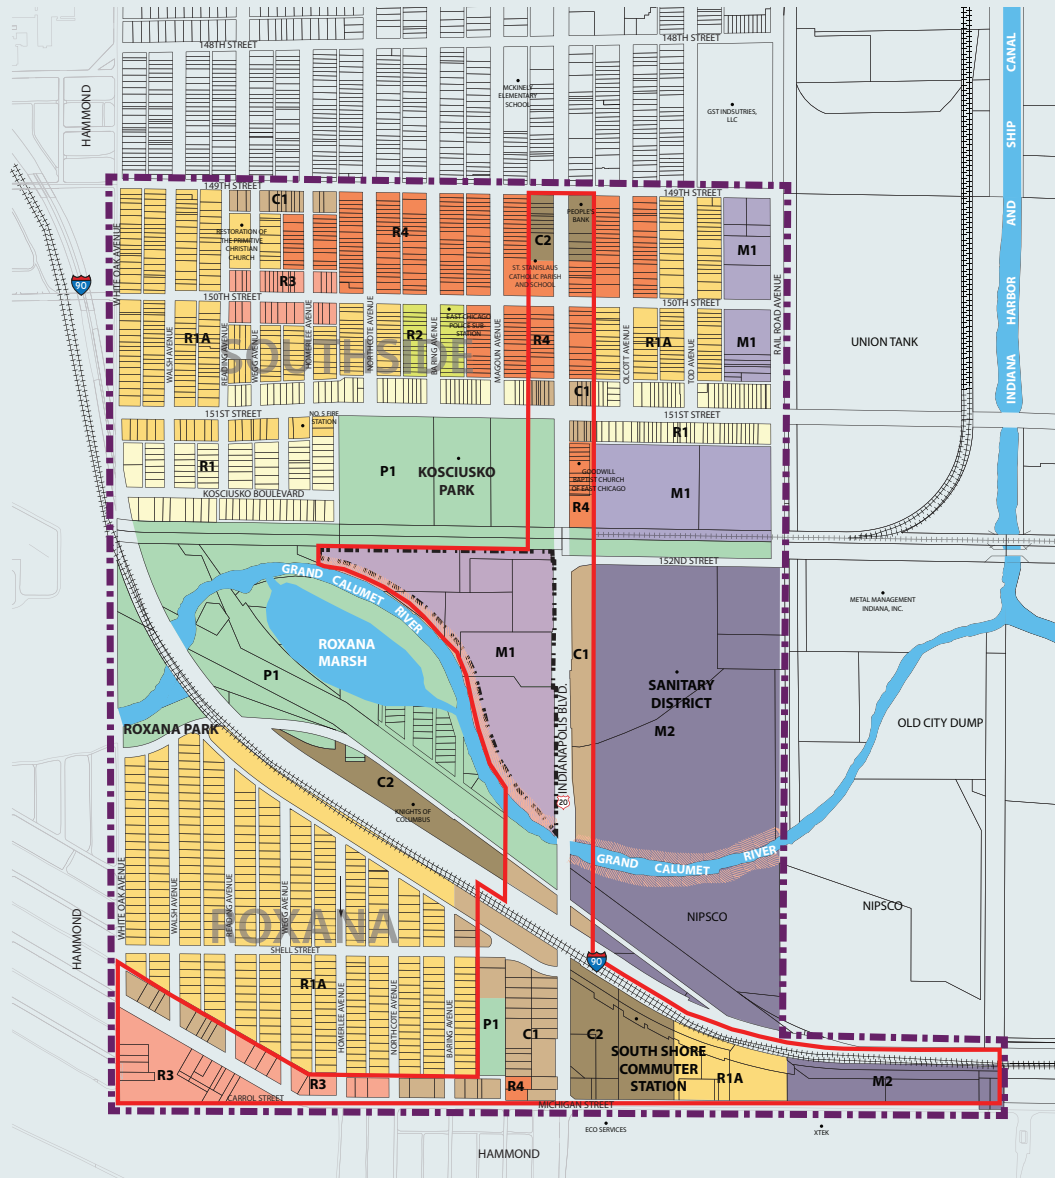 148TH STREET
148TH STREET
INDIANA HARBOR AND SHIP CANAL
HAMMOND
MCKINELY
ELEMENTARY
SCHOOL
GST INDSUTRIES,
LLC
149TH STREET
149TH STREET
C1
PEOPLE'S
BANK
WHITE OAK AVENUE
RESTORATION OF
THE PRIMITIVE
CHRISTIAN
CHURCH
R4
C2
M1
ST. STANISLAUS
CATHOLIC PARISH
AND SCHOOL
R3
90
150TH STREET
150TH STREET
RAIL ROAD AVENUE
WALSH AVENUE
R1A
READING AVENUE
WEGG AVENUE
HOMERLEE AVENUE
NORTHCOTE AVENUE
R2
BARING AVENUE
EAST CHICAGO
POLICE SUB
STATION
MAGOUN AVENUE
R4
OLCOTT AVENUE
R1A
TOD AVENUE
M1
UNION TANK
SOUTHSIDE
C1
151ST STREET
NO. 5 FIRE
STATION
151ST STREET
R1
R1
P1
KOSCIUSKO
PARK
GOODWILL
BAPTIST CHURCH
OF EAST CHICAGO
M1
KOSCIUSKO BOULEVARD
R4
152ND STREET
GRAND CALUMET RIVER
METAL MANAGEMENT
INDIANA, INC.
ROXANA
MARSH
M1
C1
P1
SANITARY
DISTRICT
M2
INDIANAPOLIS BLVD.
OLD CITY DUMP
ROXANA PARK
C2
20
KNIGHTS OF
COLUMBUS
GRAND CALUMET RIVER
WHITE OAK AVENUE
WALSH AVENUE
READING AVENUE
WEGG AVENUE
NIPSCO
NIPSCO
HAMMOND
ROXANA
SHELL STREET
90
R1A
HOMERLEE AVENUE
NORTHCOTE AVENUE
BARING AVENUE
P1
C1
C2
SOUTH SHORE
COMMUTER
STATION
R1A
M2
R3
R3
R4
CARROL STREET
MICHIGAN STREET
ECO SERVICES
XTEK
HAMMOND